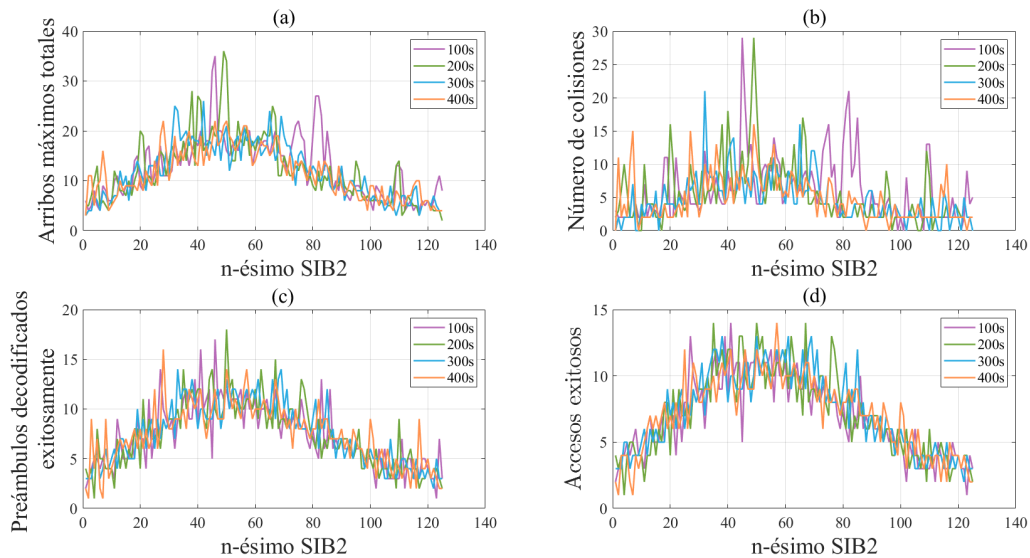 (a)
Arribos máximos totales
40
30
20
10
0
0 20 40 60 80 100 120 140
n-ésimo SIB2
100s
200s
300s
400s
(b)
Numero de colisiones
30
25
20
15
10
5
0
0 20 40 60 80 100 120 140
n-ésimo SIB2
100s
200s
300s
400s
(c)
Preámbulos decodificados
exitosamente
20
15
10
5
0
0 20 40 60 80 100 120 140
n-ésimo SIB2
100s
200s
300s
400s
(d)
Accesos exitosos
15
10
5
0
0 20 40 60 80 100 120 140
n-ésimo SIB2
100s
200s
300s
400s